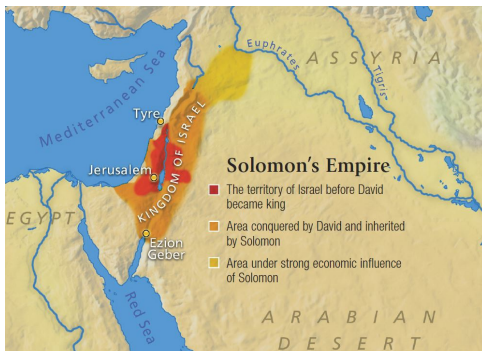 Mediterranean Sea
Euphrates
ASSYRIA
Tigris
Tyre
KINGDOM OF ISRAEL
Jerusalem
Solomon's Empire
The territory of Israel before David
became king
EGYPT
Area conquered by David and inherited
by Solomon
Ezion
Geber
Area under strong economic influence
of Solomon
Red Sea
ARABIAN
DESERT